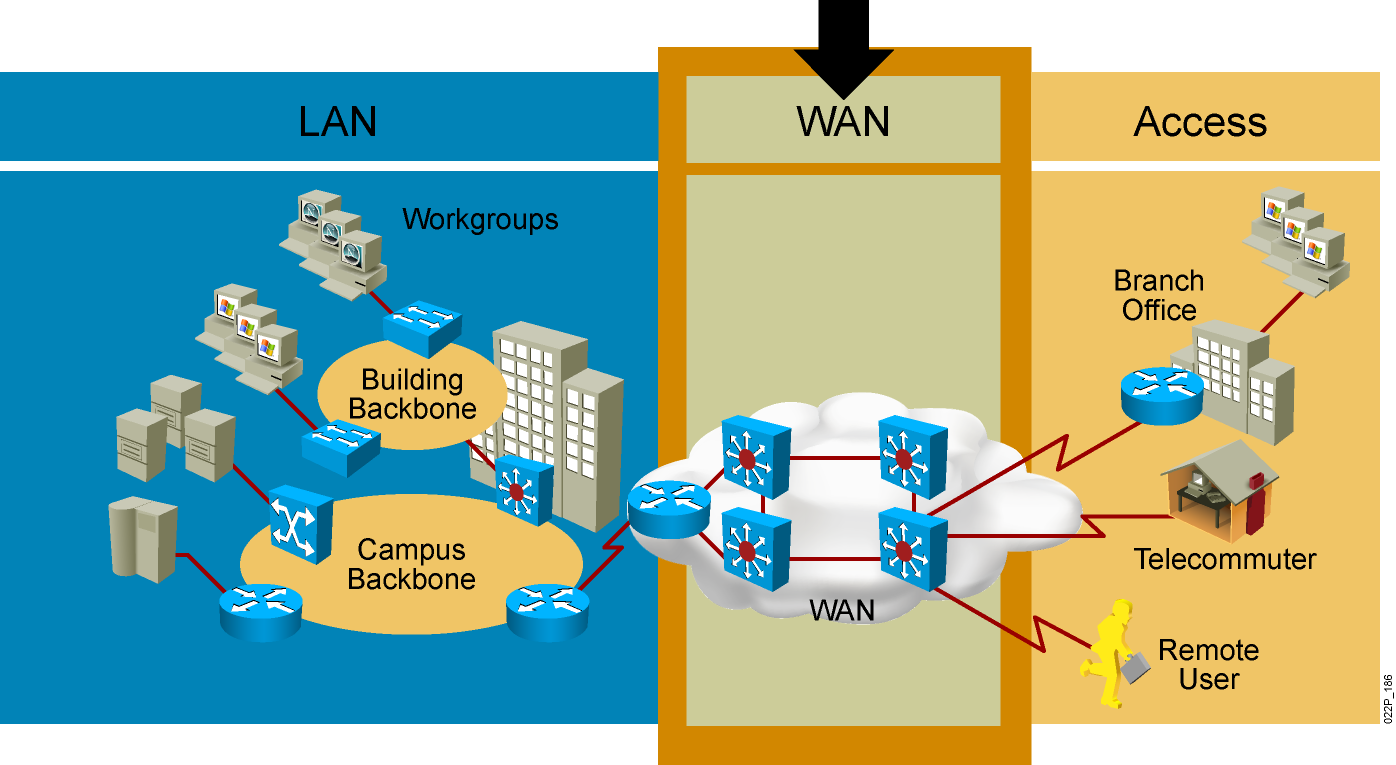 LAN
WAN
Access
Workgroups
Branch
Office
Building
Backbone
Campus
Backbone
WAN
Telecommuter
Remote
User
022P_186